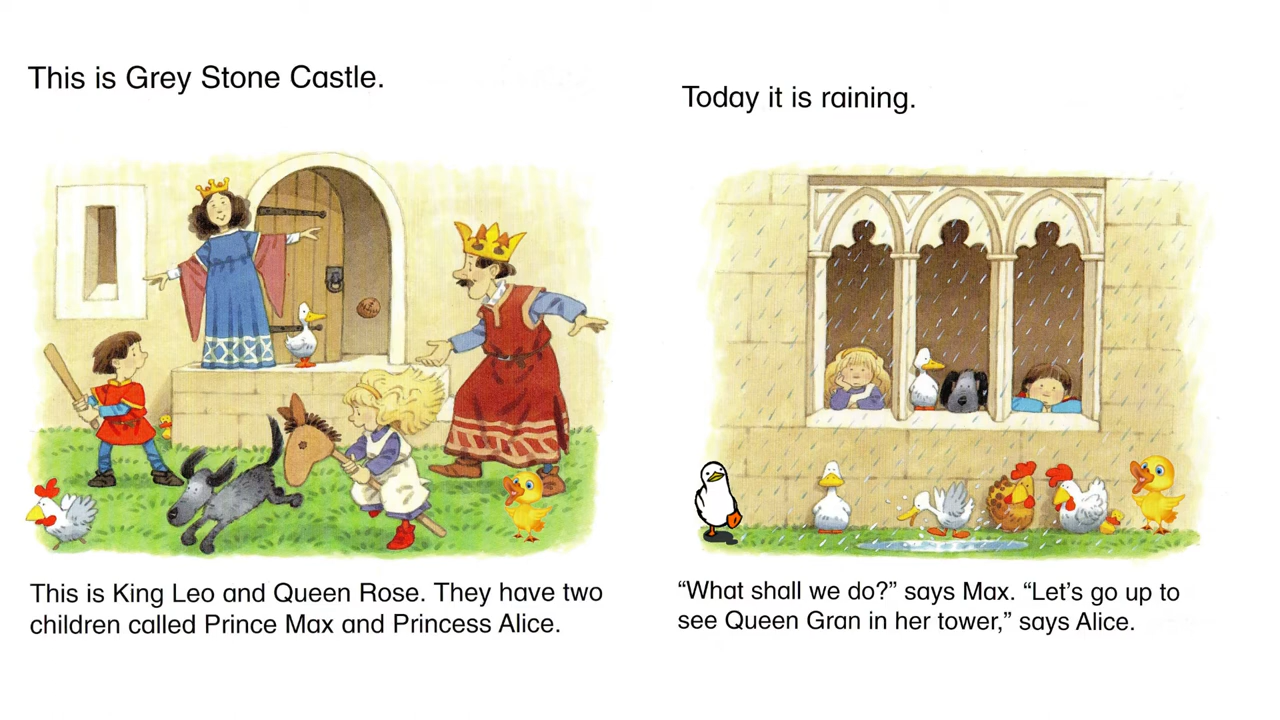 This is Grey Stone Castle.
This is King Leo and Queen Rose. They have two
children called Prince Max and Princess Alice.
Today it is raining.
“What shall we do?” says Max. “Let’s go up to
see Queen Gran in her tower,” says Alice.